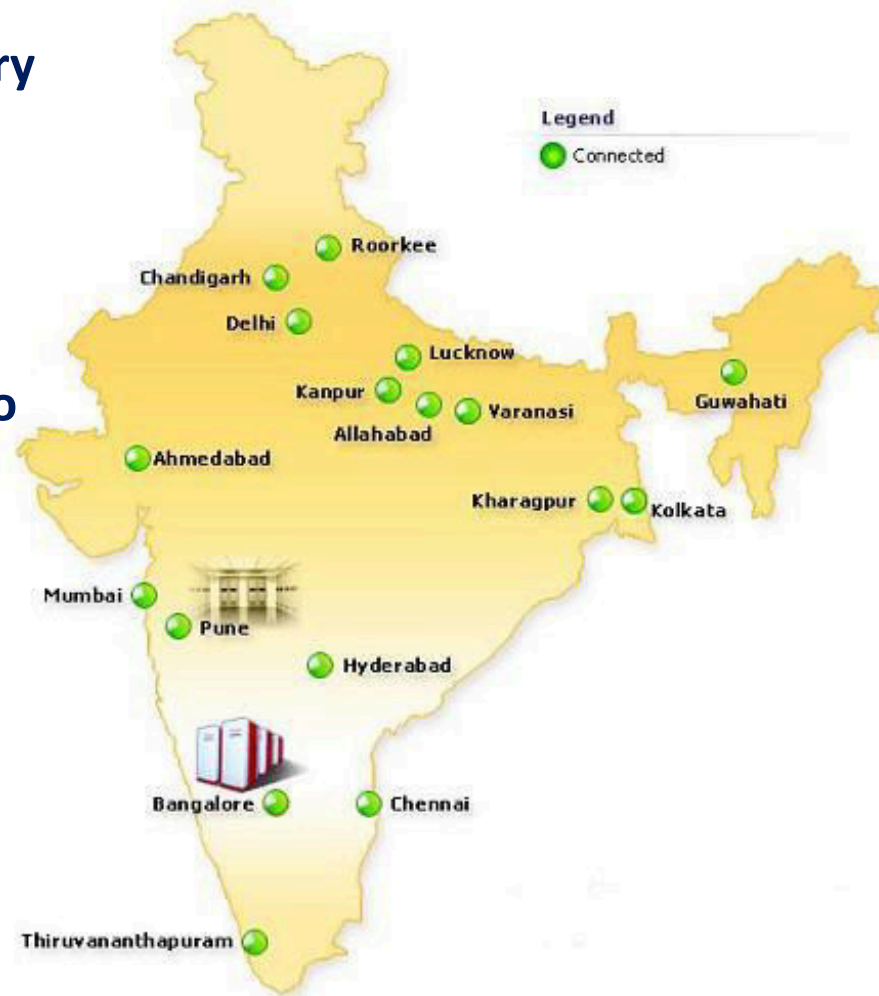 ry
Legend
Connected
Roorkee
Chandigarh
Delhi
Lucknow
Kanpur
Varanasi
Guwahati
Allahabad
o
Ahmedabad
Kharagpur
Kolkata
Mumbai
Pune
Hyderabad
Bangalore
Chennai
Thiruvananthapuram